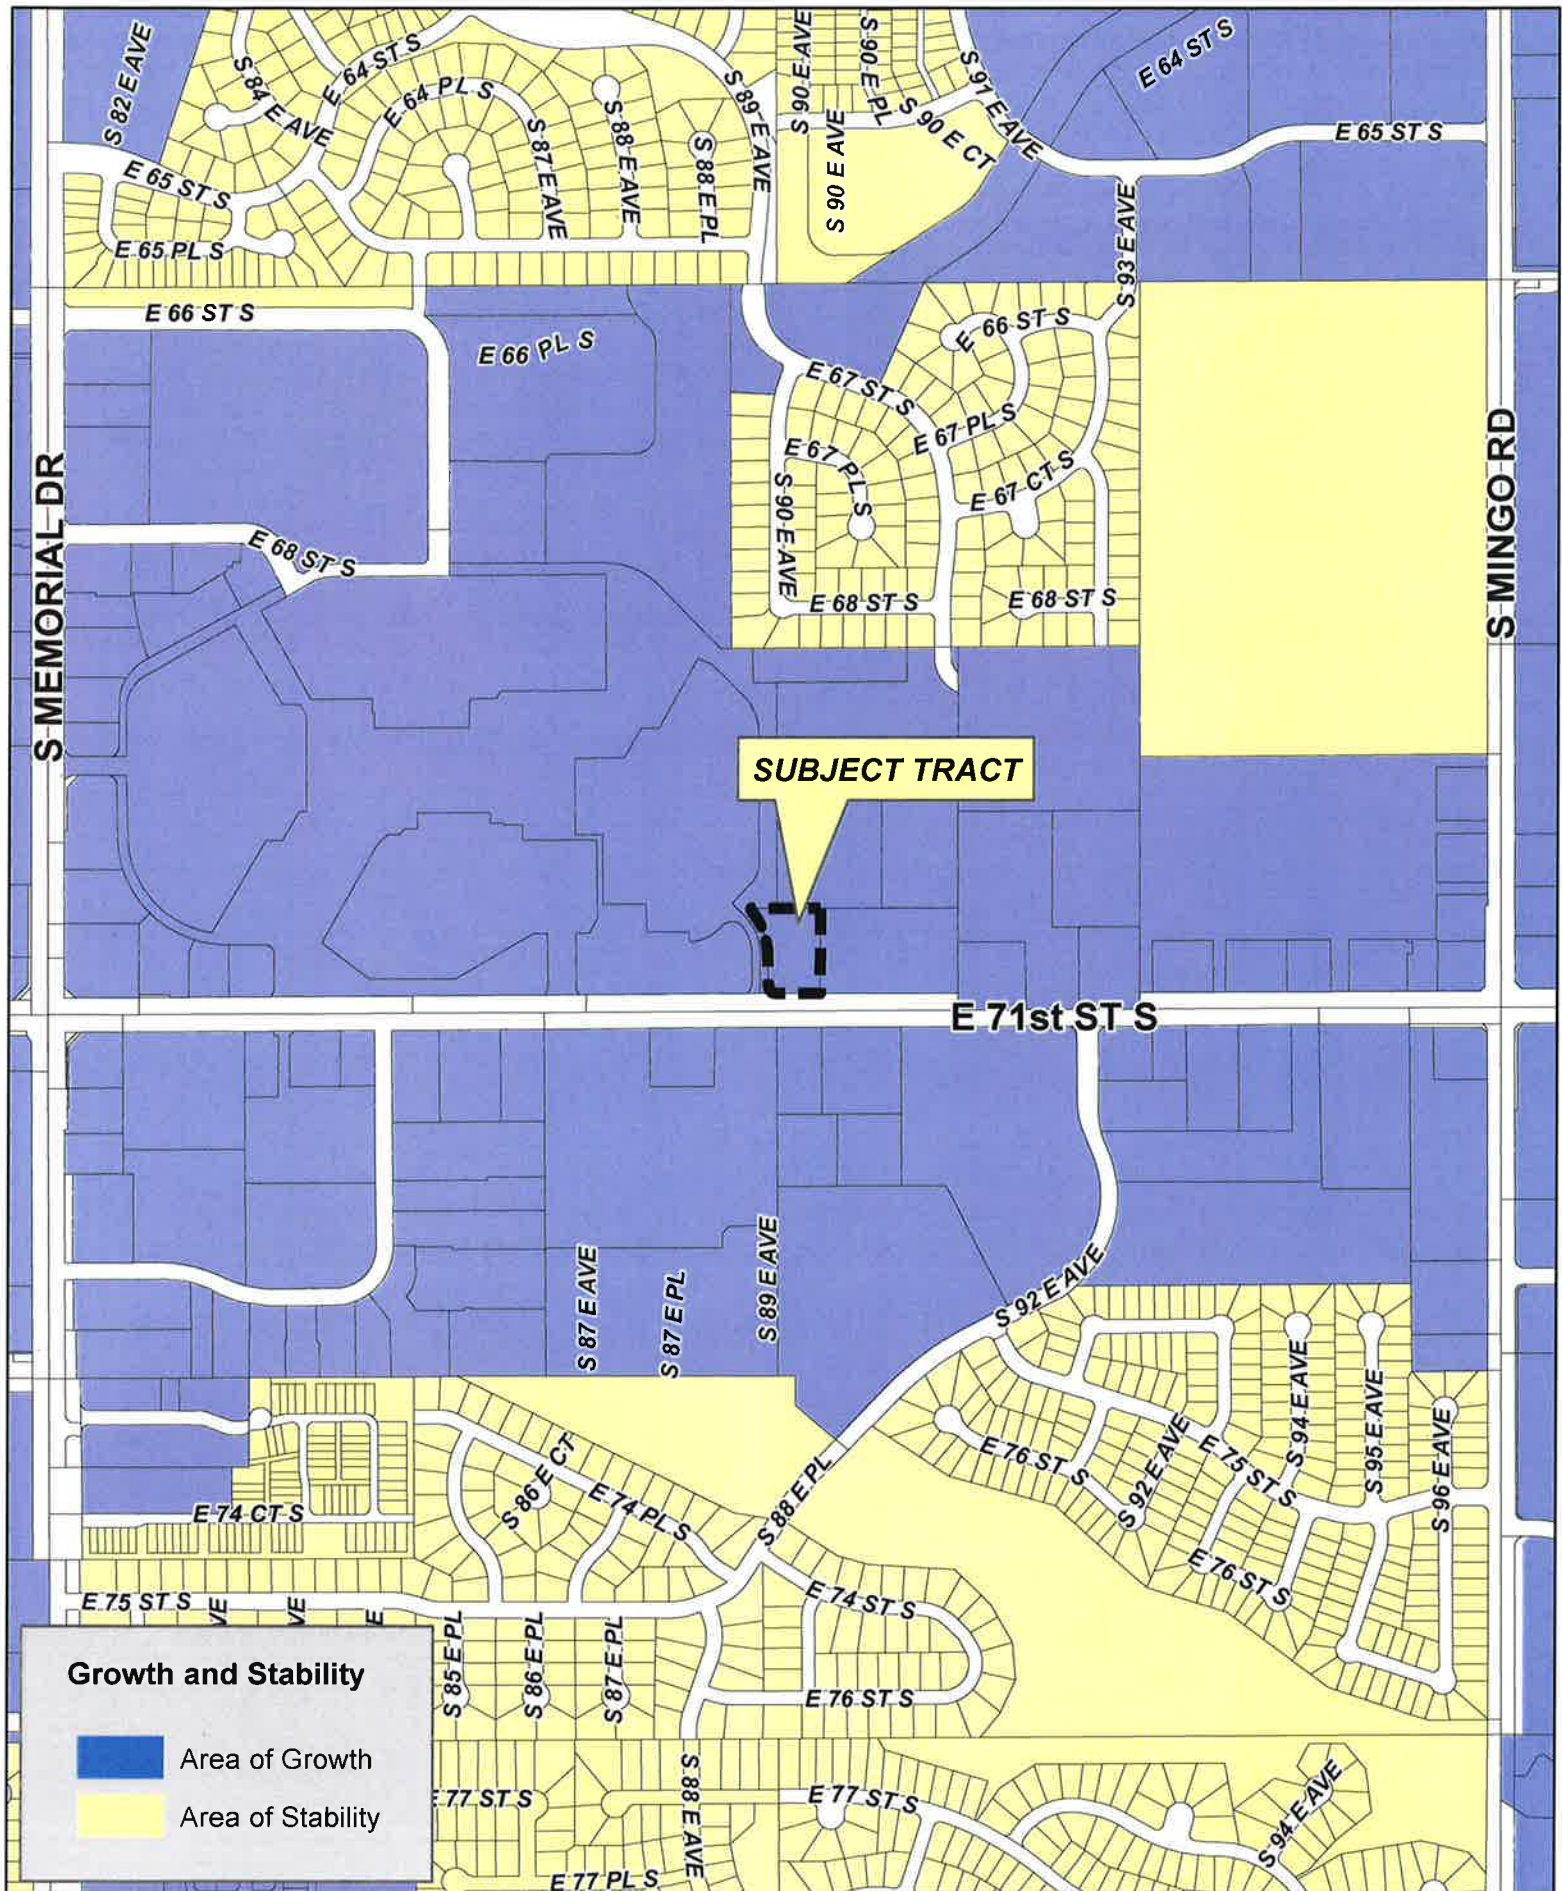 S 82 E AVE
S 84 E AVE
E 64 ST S
E 64 PL S
S 87 E AVE
S 88 E AVE
S 88 E PL
S 89 E AVE
S 90 E AVE
S 90 E PL
S 90 E AVE
S 90 E CT
S 91 E AVE
E 64 ST S
E 65 ST S
E 65 ST S
E 65 PL S
S 93 E AVE
E 66 ST S
E 66 PL S
E 66 ST S
E 67 ST S
E 67 PL S
E 67 PL S
E 67 CT S
S 90 E AVE
E 68 ST S
E 68 ST S
E 68 ST S
S MEMORIAL DR
S MINGO RD
SUBJECT TRACT
E 71st ST S
S 87 E AVE
S 87 E PL
S 89 E AVE
S 92 E AVE
S 94 E AVE
S 95 E AVE
S 96 E AVE
E 76 ST S
S 92 E AVE
E 75 ST S
E 76 ST S
S 86 E CT
E 74 PL S
S 88 E PL
E 74 CT S
E 75 ST S
VE
VE
E
E 74 ST S
S 85 E PL
S 86 E PL
S 87 E PL
E 76 ST S
S 88 E AVE
E 77 ST S
E 77 ST S
S 94 E AVE
E 77 PL S
Growth and Stability
Area of Growth
Area of Stability